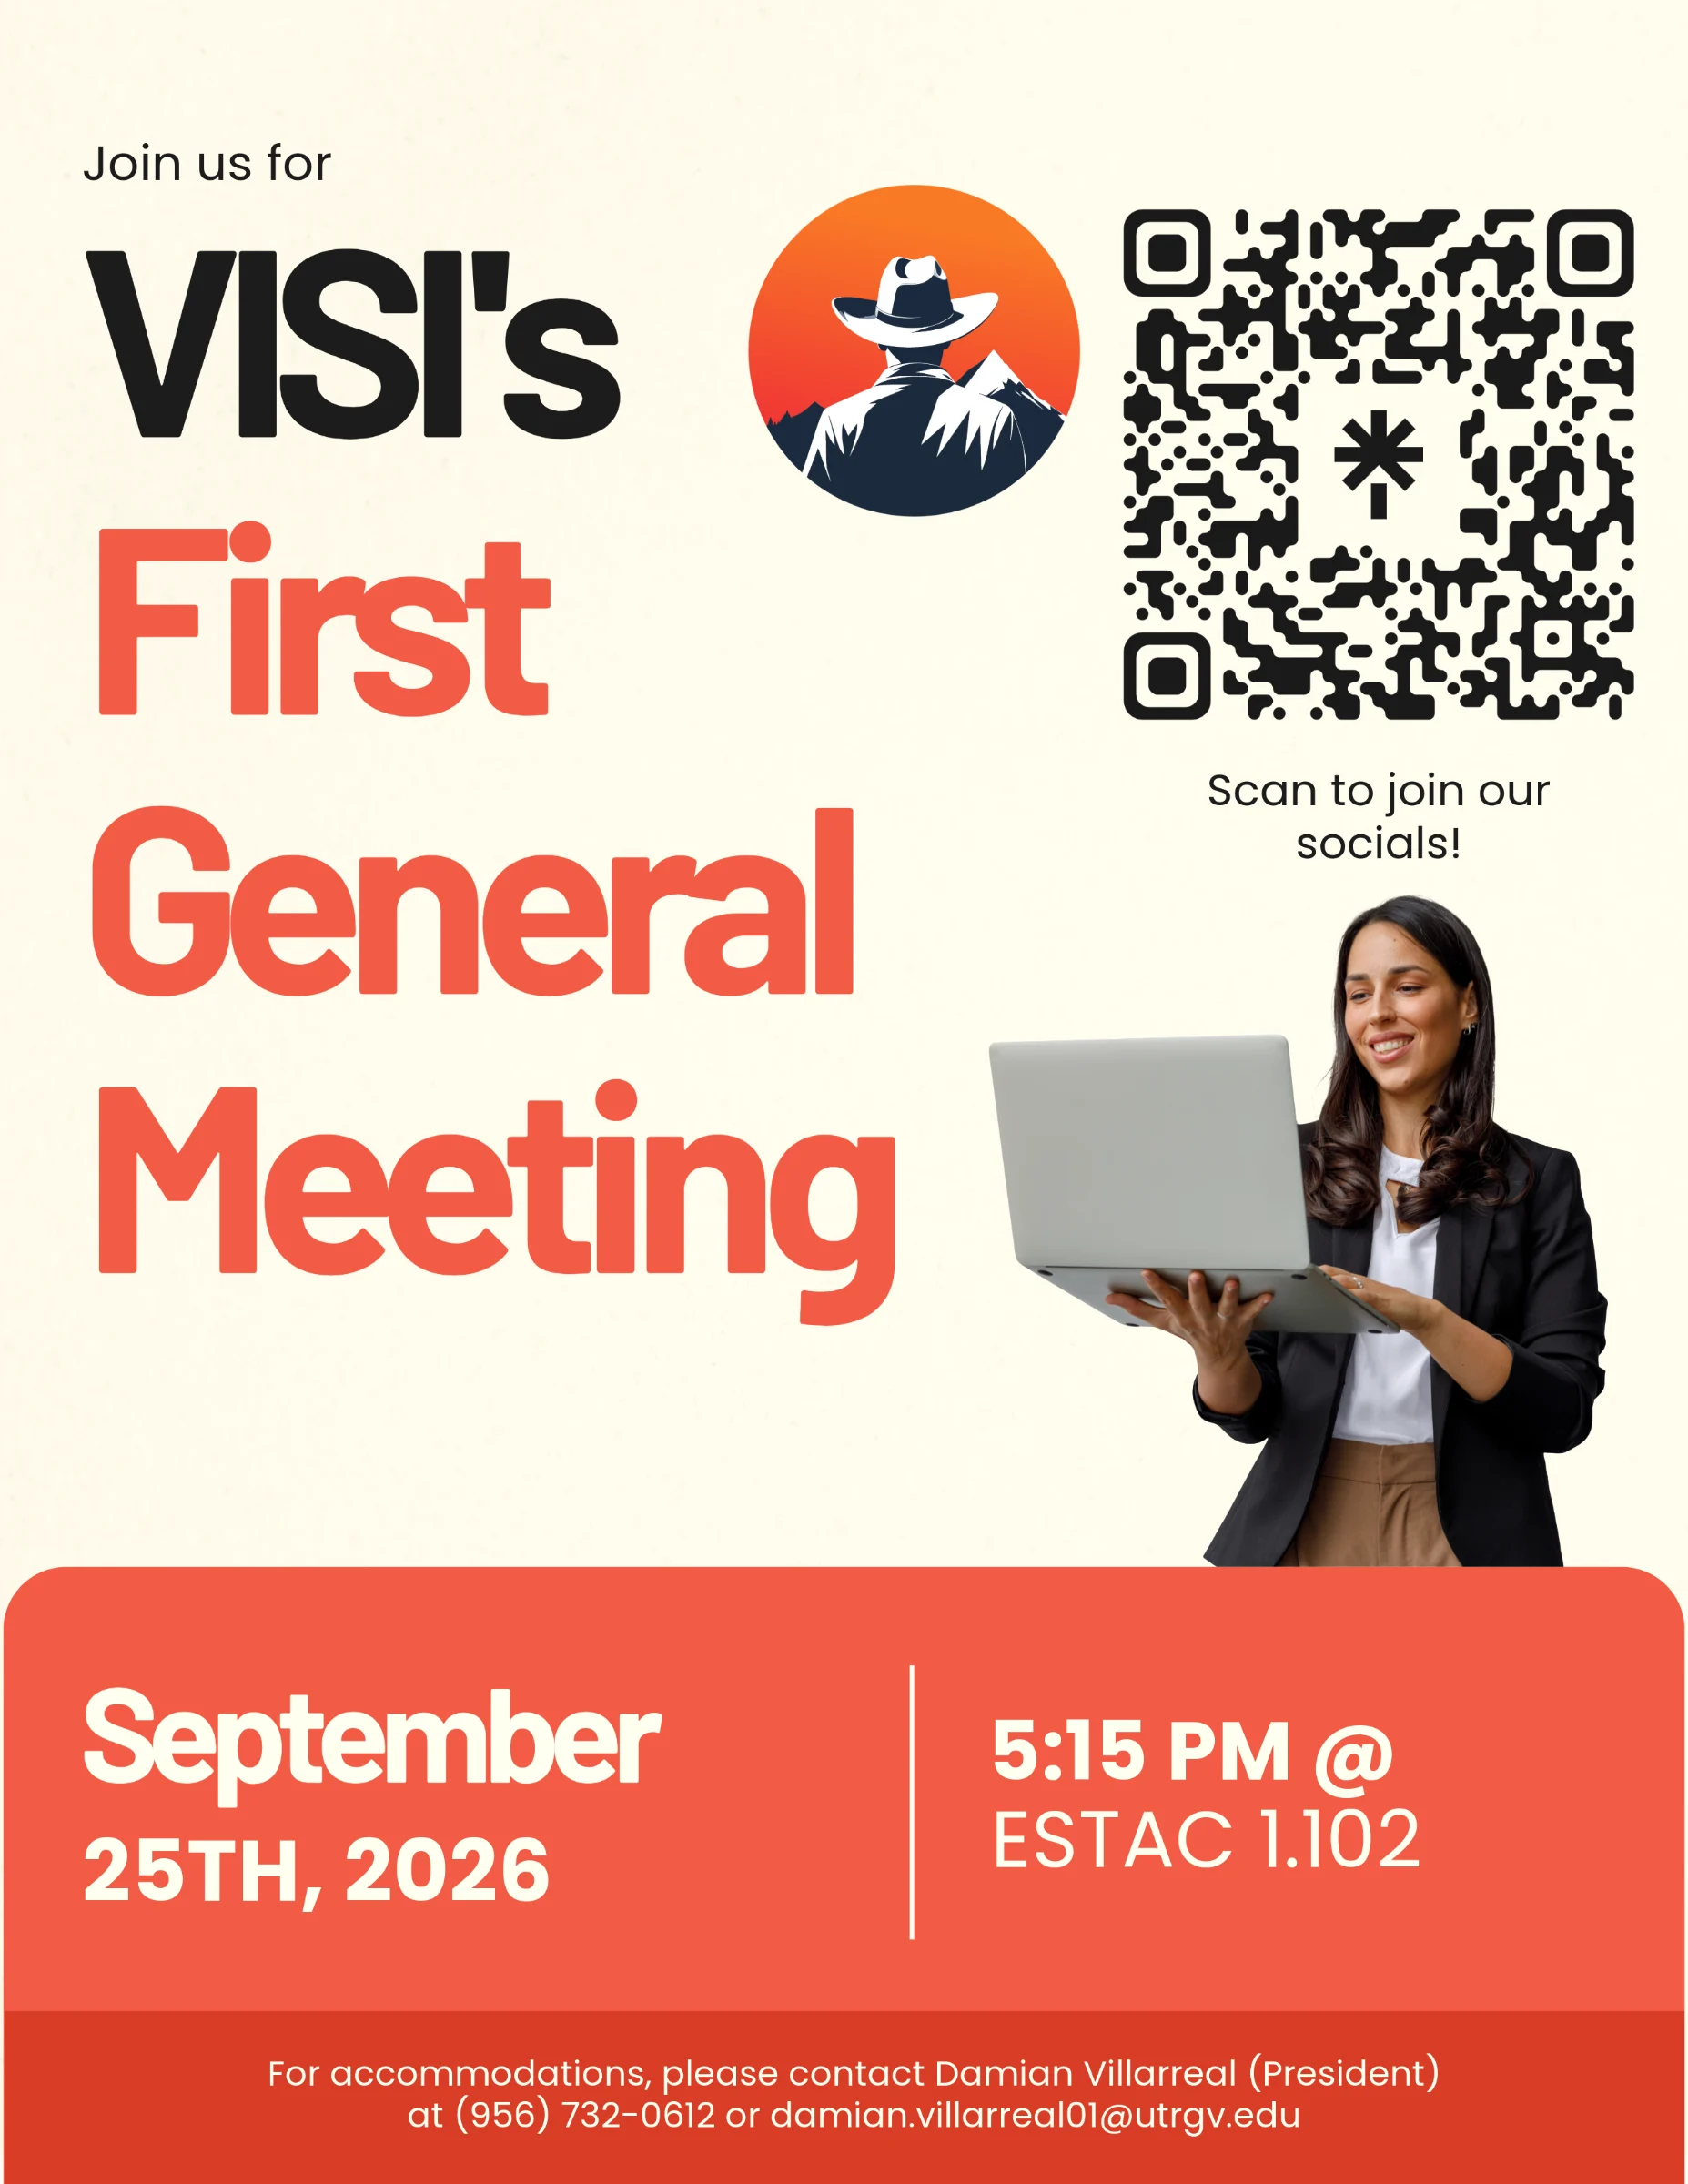 Join us for
VISI's
First
General
Meeting
Scan to join our
socials!
September
25TH, 2026
5:15 PM @
ESTAC 1.102
For accommodations, please contact Damian Villarreal (President)
at (956) 732-0612 or damian.villarreal01@utrgv.edu